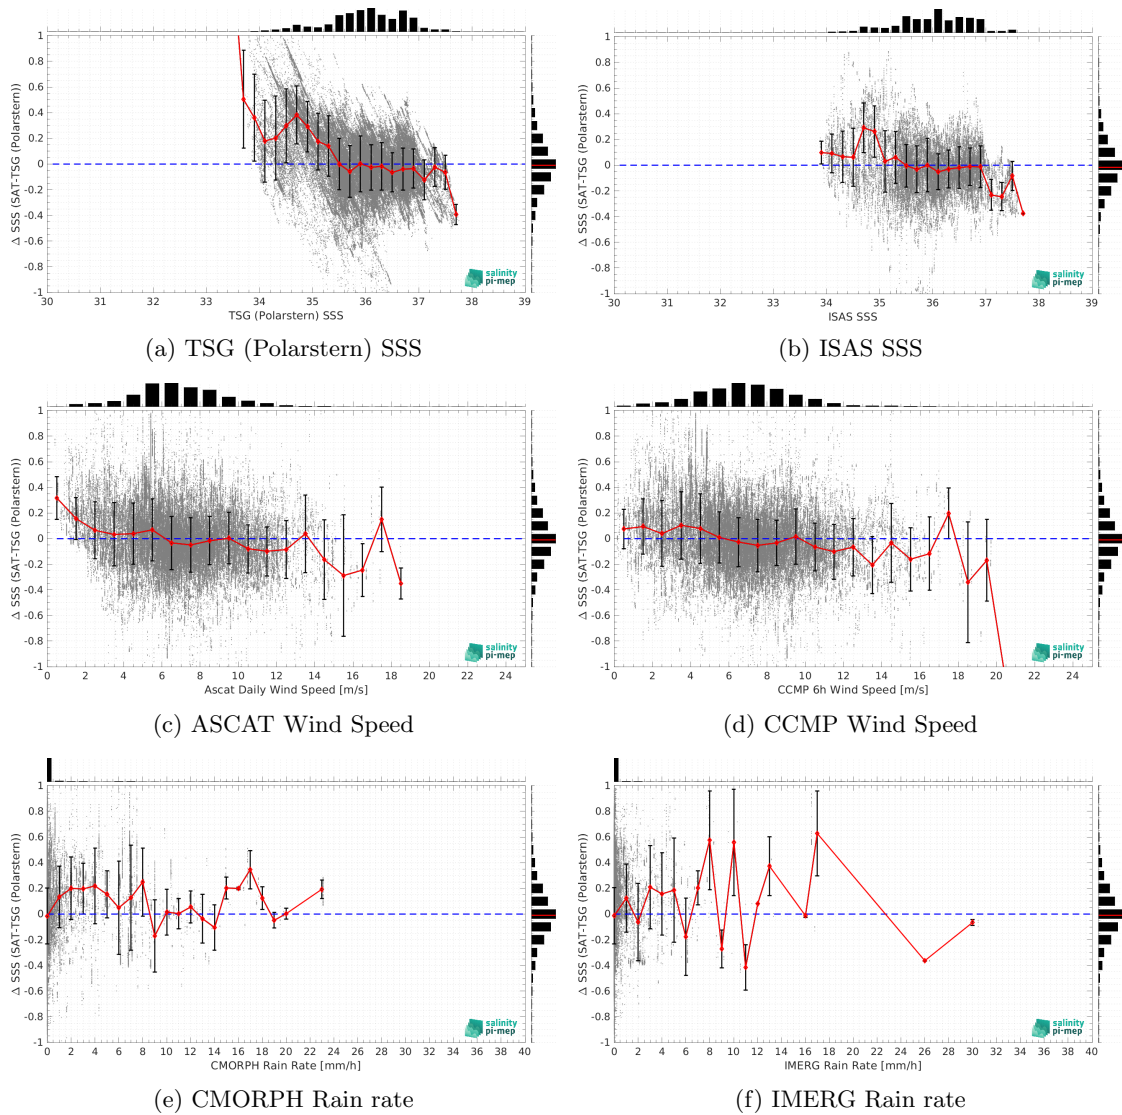 Δ SSS (SAT-TSG (Polarstern))
1
0.8
0.6
0.4
0.2
0
-0.2
-0.4
-0.6
-0.8
-1
salinity
pi-mep
30 31 32 33 34 35 36 37 38 39
TSG (Polarstern) SSS
(a) TSG (Polarstern) SSS
Δ SSS (SAT-TSG (Polarstern))
1
0.8
0.6
0.4
0.2
0
-0.2
-0.4
-0.6
-0.8
-1
salinity
pi-mep
30 31 32 33 34 35 36 37 38 39
ISAS SSS
(b) ISAS SSS
Δ SSS (SAT-TSG (Polarstern))
1
0.8
0.6
0.4
0.2
0
-0.2
-0.4
-0.6
-0.8
-1
salinity
pi-mep
0 2 4 6 8 10 12 14 16 18 20 22 24
Ascat Daily Wind Speed [m/s]
(c) ASCAT Wind Speed
Δ SSS (SAT-TSG (Polarstern))
1
0.8
0.6
0.4
0.2
0
-0.2
-0.4
-0.6
-0.8
-1
salinity
pi-mep
0 2 4 6 8 10 12 14 16 18 20 22 24
CCMP 6h Wind Speed [m/s]
(d) CCMP Wind Speed
Δ SSS (SAT-TSG (Polarstern))
1
0.8
0.6
0.4
0.2
0
-0.2
-0.4
-0.6
-0.8
-1
salinity
pi-mep
0 2 4 6 8 10 12 14 16 18 20 22 24 26 28 30 32 34 36 38 40
CMORPH Rain Rate [mm/h]
(e) CMORPH Rain rate
Δ SSS (SAT-TSG (Polarstern))
1
0.8
0.6
0.4
0.2
0
-0.2
-0.4
-0.6
-0.8
-1
salinity
pi-mep
0 2 4 6 8 10 12 14 16 18 20 22 24 26 28 30 32 34 36 38 40
IMERG Rain Rate [mm/h]
(f) IMERG Rain rate